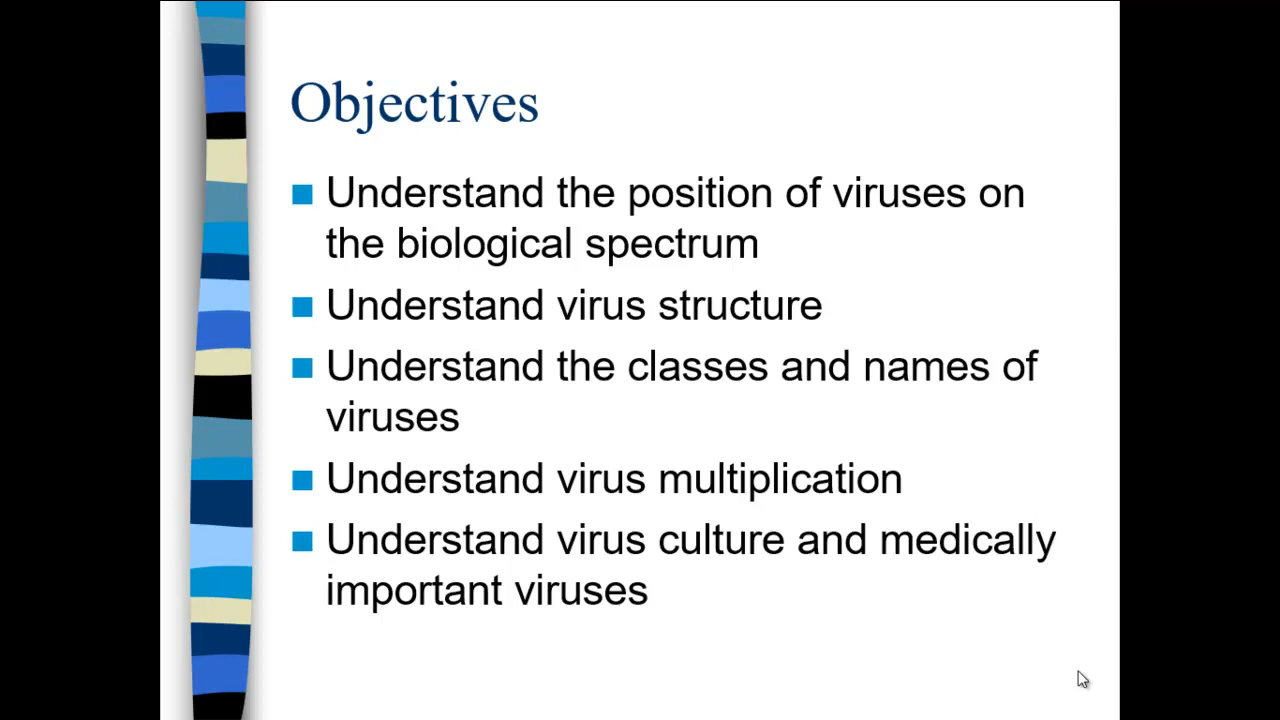 Objectives
Understand the position of viruses on
the biological spectrum
Understand virus structure
Understand the classes and names of
viruses
Understand virus multiplication
Understand virus culture and medically
important viruses